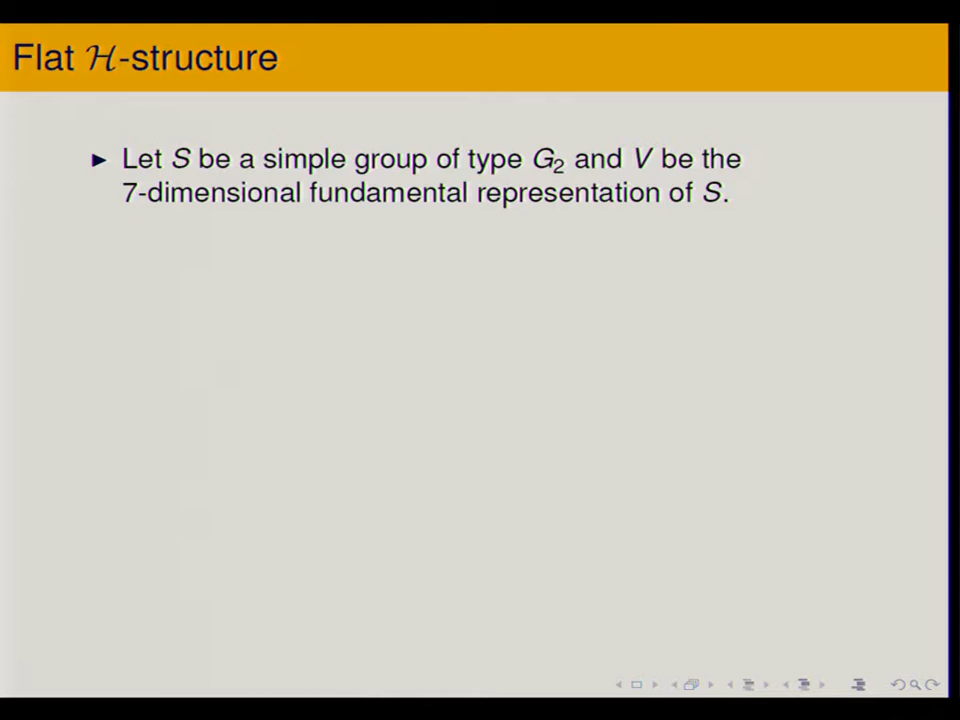 Flat ℋ-structure
► Let S be a simple group of type G₂ and V be the
7-dimensional fundamental representation of S.